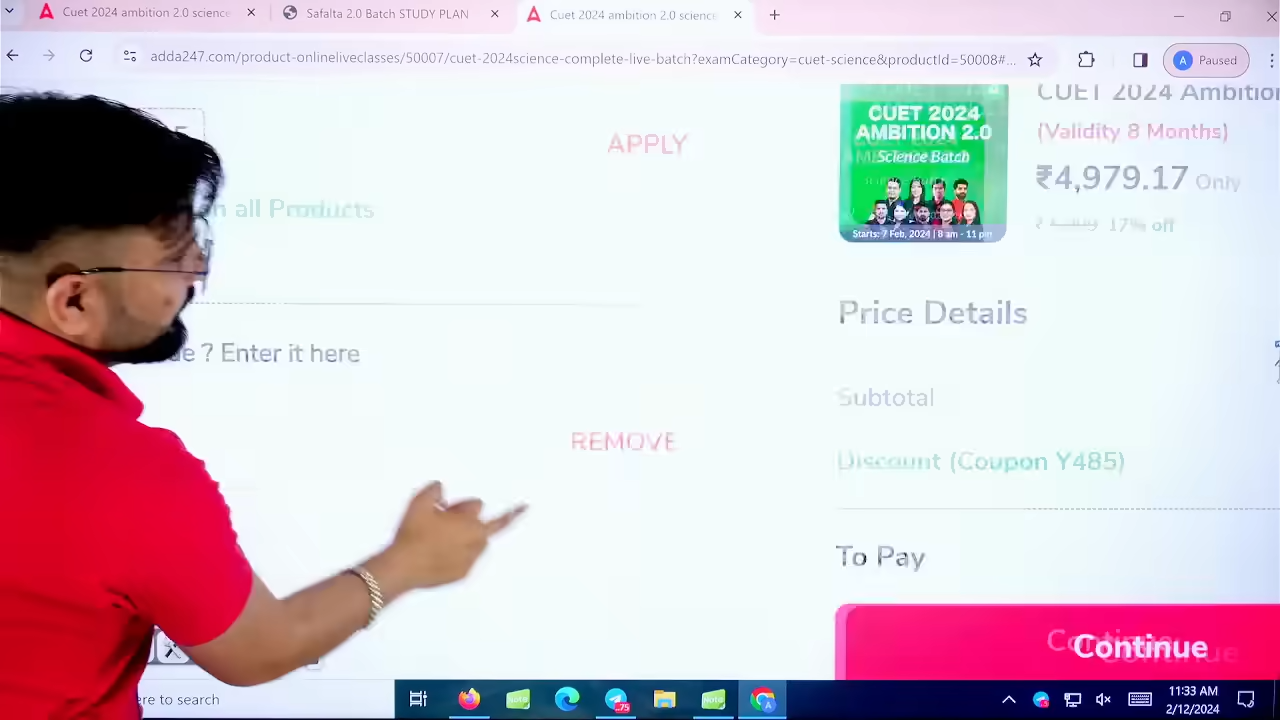 Cuet 2024 ambition 2.0 science
Safalta 2.0 Batch STUDY PLAN
Cuet 2024 ambition 2.0 science
adda247.com/product-onlineliveclasses/50007/cuet-2024science-complete-live-batch?examCategory=cuet-science&productId=50008#...
A Paused
CUET 2024
AMBITION 2.0
Science Batch
Starts: 7 Feb, 2024 | 8 am - 11 pm
CUET 2024 Ambition
(Validity 8 Months)
₹4,979.17 Only
17% off
APPLY
n all Products
de ? Enter it here
REMOVE
Price Details
Subtotal
Discount (Coupon Y485)
To Pay
Continue
ere to search
..75
11:33 AM
2/12/2024